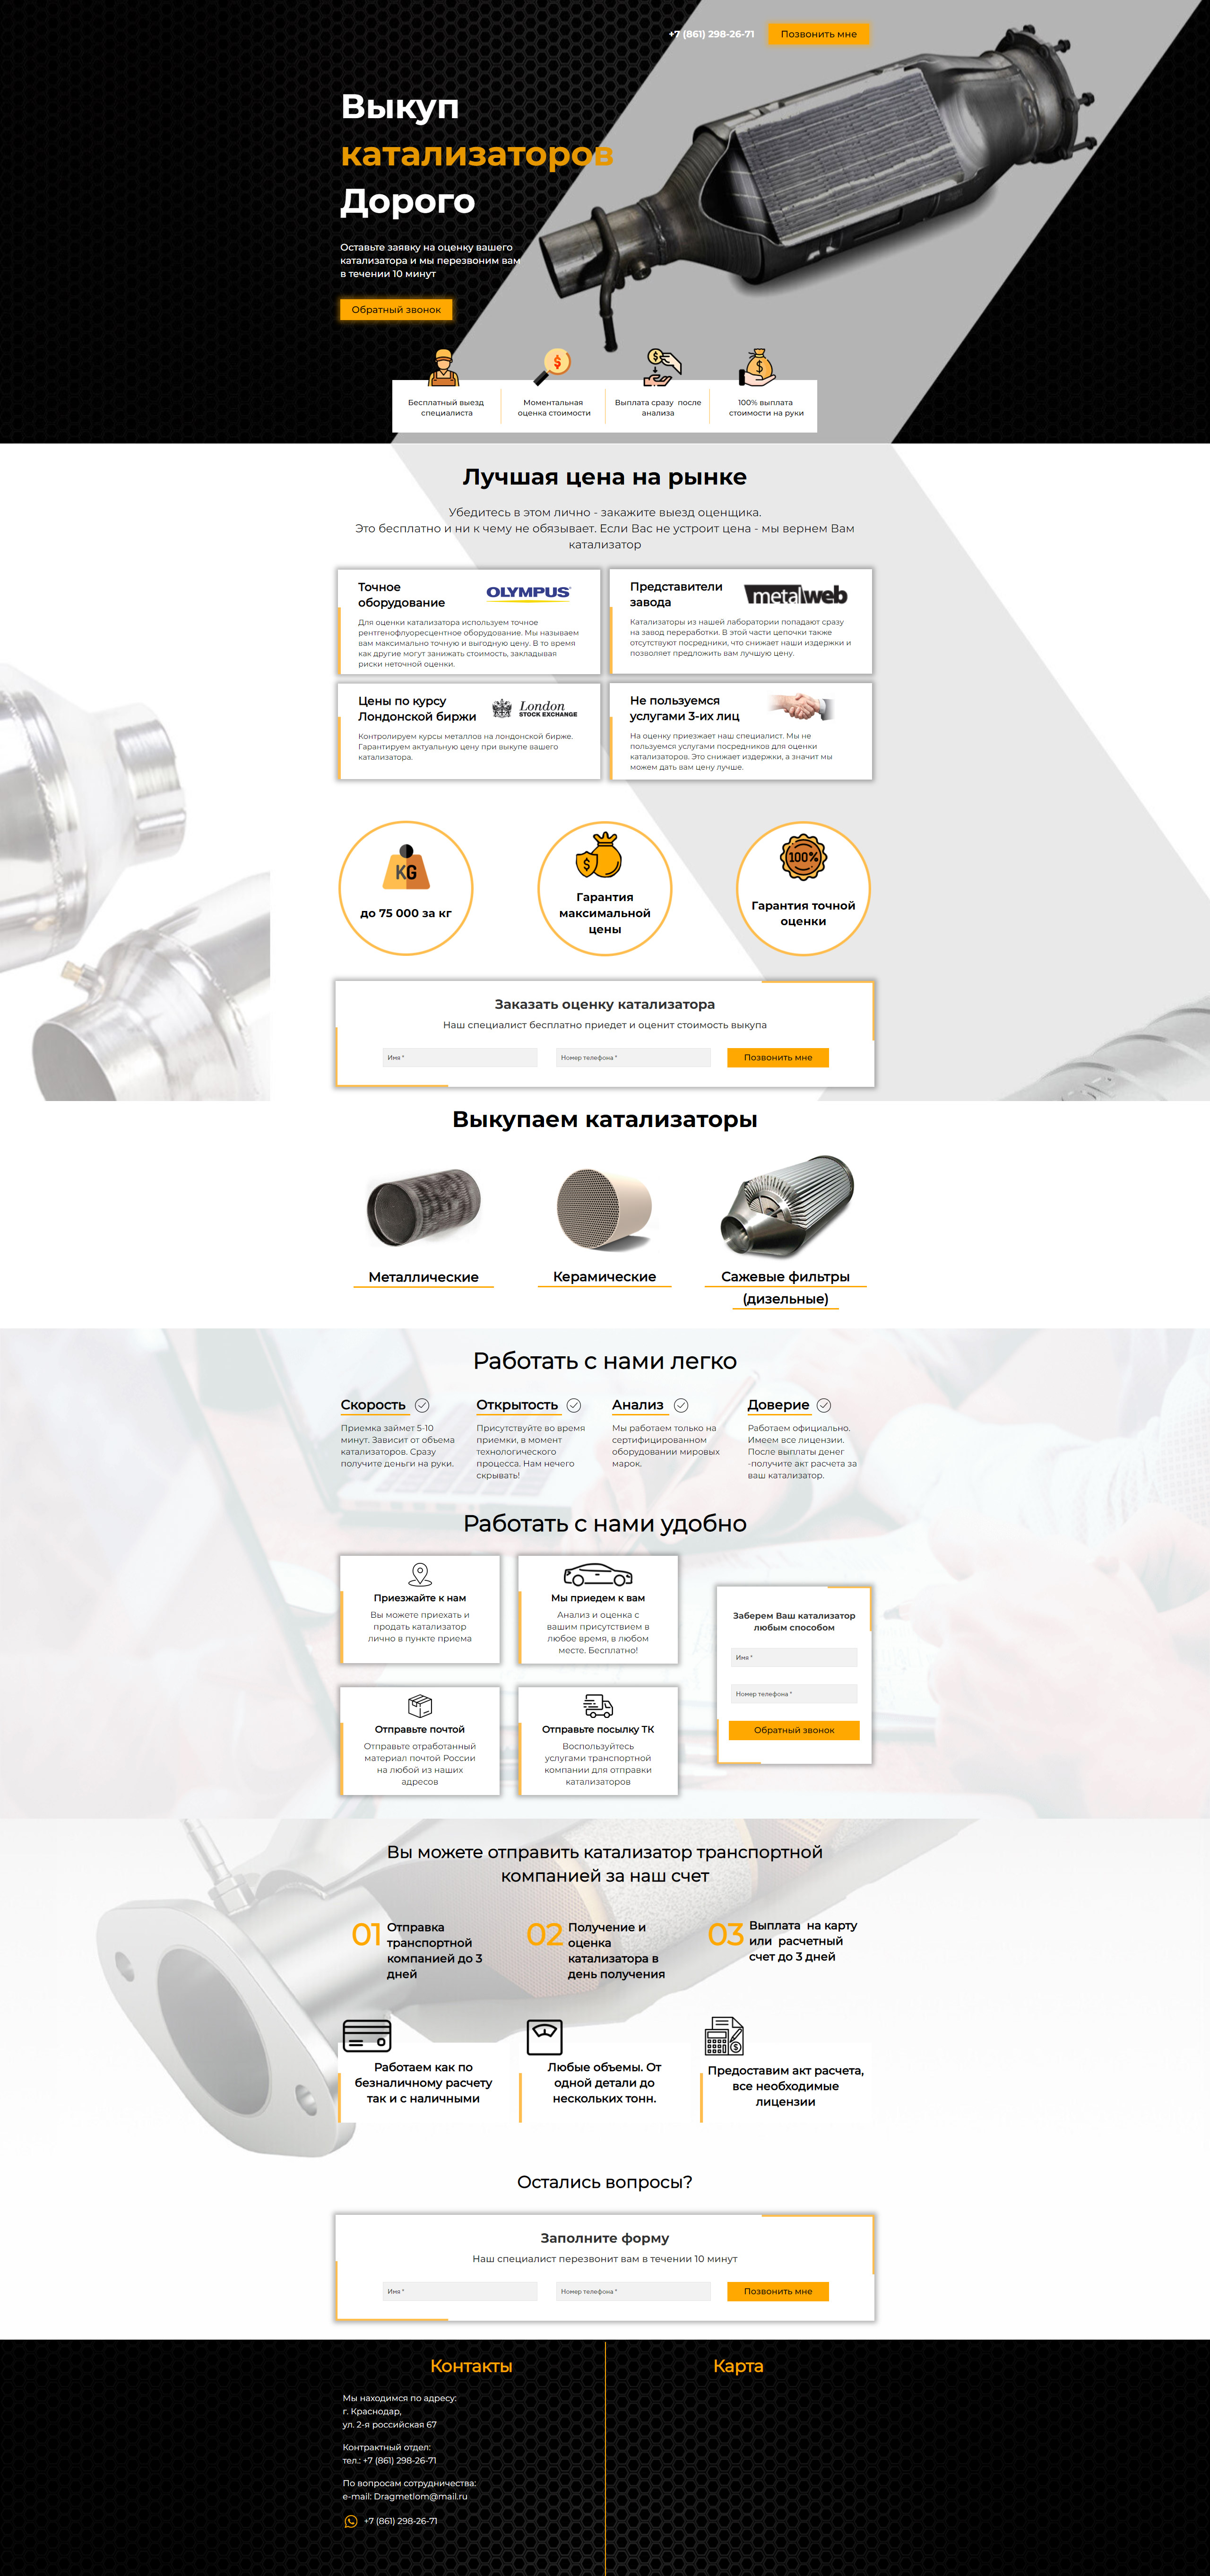 +7 (861) 298-26-71
Позвонить мне
Выкуп
катализаторов
Дорого
Оставьте заявку на оценку вашего
катализатора и мы перезвоним вам
в течении 10 минут
Обратный звонок
Бесплатный выезд
специалиста
Моментальная
оценка стоимости
Выплата сразу после
анализа
100% выплата
стоимости на руки
Лучшая цена на рынке
Убедитесь в этом лично - закажите выезд оценщика.
Это бесплатно и ни к чему не обязывает. Если Вас не устроит цена - мы вернем Вам
катализатор
Точное
оборудование
OLYMPUS
Для оценки катализатора используем точное
рентгенофлуоресцентное оборудование. Мы называем
вам максимально точную и выгодную цену. В то время
как другие могут занижать стоимость, закладывая
риски неточной оценки.
Представители
завода
metalweb
Катализаторы из нашей лаборатории попадают сразу
на завод переработки. В этой части цепочки также
отсутствуют посредники, что снижает наши издержки и
позволяет предложить вам лучшую цену.
Цены по курсу
Лондонской биржи
London
STOCK EXCHANGE
Контролируем курсы металлов на лондонской бирже.
Гарантируем актуальную цену при выкупе вашего
катализатора.
Не пользуемся
услугами 3-их лиц
На оценку приезжает наш специалист. Мы не
пользуемся услугами посредников для оценки
катализаторов. Это снижает издержки, а значит мы
можем дать вам цену лучше.
KG
до 75 000 за кг
Гарантия
максимальной
цены
100%
Гарантия точной
оценки
Заказать оценку катализатора
Наш специалист бесплатно приедет и оценит стоимость выкупа
Имя *
Номер телефона *
Позвонить мне
Выкупаем катализаторы
Металлические
Керамические
Сажевые фильтры
(дизельные)
Работать с нами легко
Скорость
Приемка займет 5-10
минут. Зависит от объема
катализаторов. Сразу
получите деньги на руки.
Открытость
Присутствуйте во время
приемки, в момент
технологического
процесса. Нам нечего
скрывать!
Анализ
Мы работаем только на
сертифицированном
оборудовании мировых
марок.
Доверие
Работаем официально.
Имеем все лицензии.
После выплаты денег
-получите акт расчета за
ваш катализатор.
Работать с нами удобно
Приезжайте к нам
Вы можете приехать и
продать катализатор
лично в пункте приема
Мы приедем к вам
Анализ и оценка с
вашим присутствием в
любое время, в любом
месте. Бесплатно!
Отправьте почтой
Отправьте отработанный
материал почтой России
на любой из наших
адресов
Отправьте посылку ТК
Воспользуйтесь
услугами транспортной
компании для отправки
катализаторов
Заберем Ваш катализатор
любым способом
Имя *
Номер телефона *
Обратный звонок
Вы можете отправить катализатор транспортной
компанией за наш счет
01
Отправка
транспортной
компанией до 3
дней
02
Получение и
оценка
катализатора в
день получения
03
Выплата на карту
или расчетный
счет до 3 дней
Работаем как по
безналичному расчету
так и с наличными
Любые объемы. От
одной детали до
нескольких тонн.
Предоставим акт расчета,
все необходимые
лицензии
Остались вопросы?
Заполните форму
Наш специалист перезвонит вам в течении 10 минут
Имя *
Номер телефона *
Позвонить мне
Контакты
Мы находимся по адресу:
г. Краснодар,
ул. 2-я российская 67
Контрактный отдел:
тел.: +7 (861) 298-26-71
По вопросам сотрудничества:
e-mail: Dragmetlom@mail.ru
+7 (861) 298-26-71
Карта